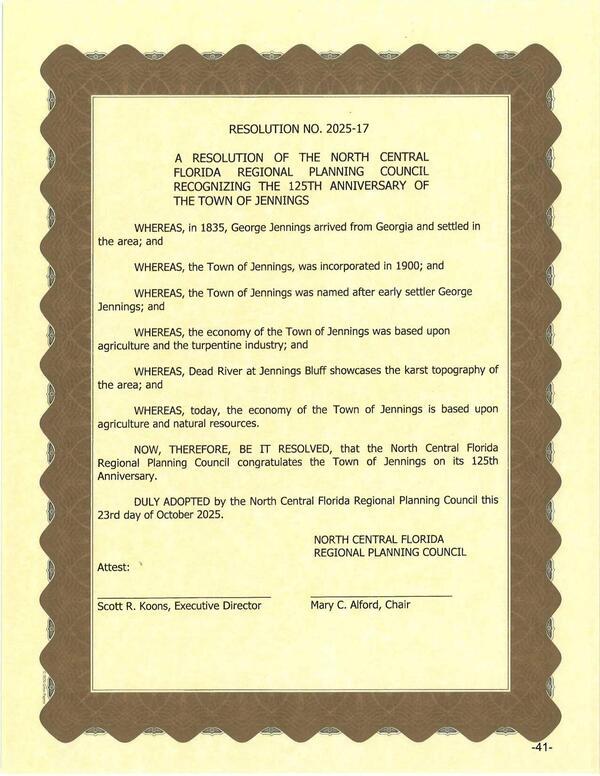 RESOLUTION NO. 2025-17
A RESOLUTION OF THE NORTH CENTRAL
FLORIDA REGIONAL PLANNING COUNCIL
RECOGNIZING THE 125TH ANNIVERSARY OF
THE TOWN OF JENNINGS
WHEREAS, in 1835, George Jennings arrived from Georgia and settled in
the area; and
WHEREAS, the Town of Jennings, was incorporated in 1900; and
WHEREAS, the Town of Jennings was named after early settler George
Jennings; and
WHEREAS, the economy of the Town of Jennings was based upon
agriculture and the turpentine industry; and
WHEREAS, Dead River at Jennings Bluff showcases the karst topography of
the area; and
WHEREAS, today, the economy of the Town of Jennings is based upon
agriculture and natural resources.
NOW, THEREFORE, BE IT RESOLVED, that the North Central Florida
Regional Planning Council congratulates the Town of Jennings on its 125th
Anniversary.
DULY ADOPTED by the North Central Florida Regional Planning Council this
23rd day of October 2025.
NORTH CENTRAL FLORIDA
REGIONAL PLANNING COUNCIL
Attest:
Scott R. Koons, Executive Director
Mary C. Alford, Chair
-41-